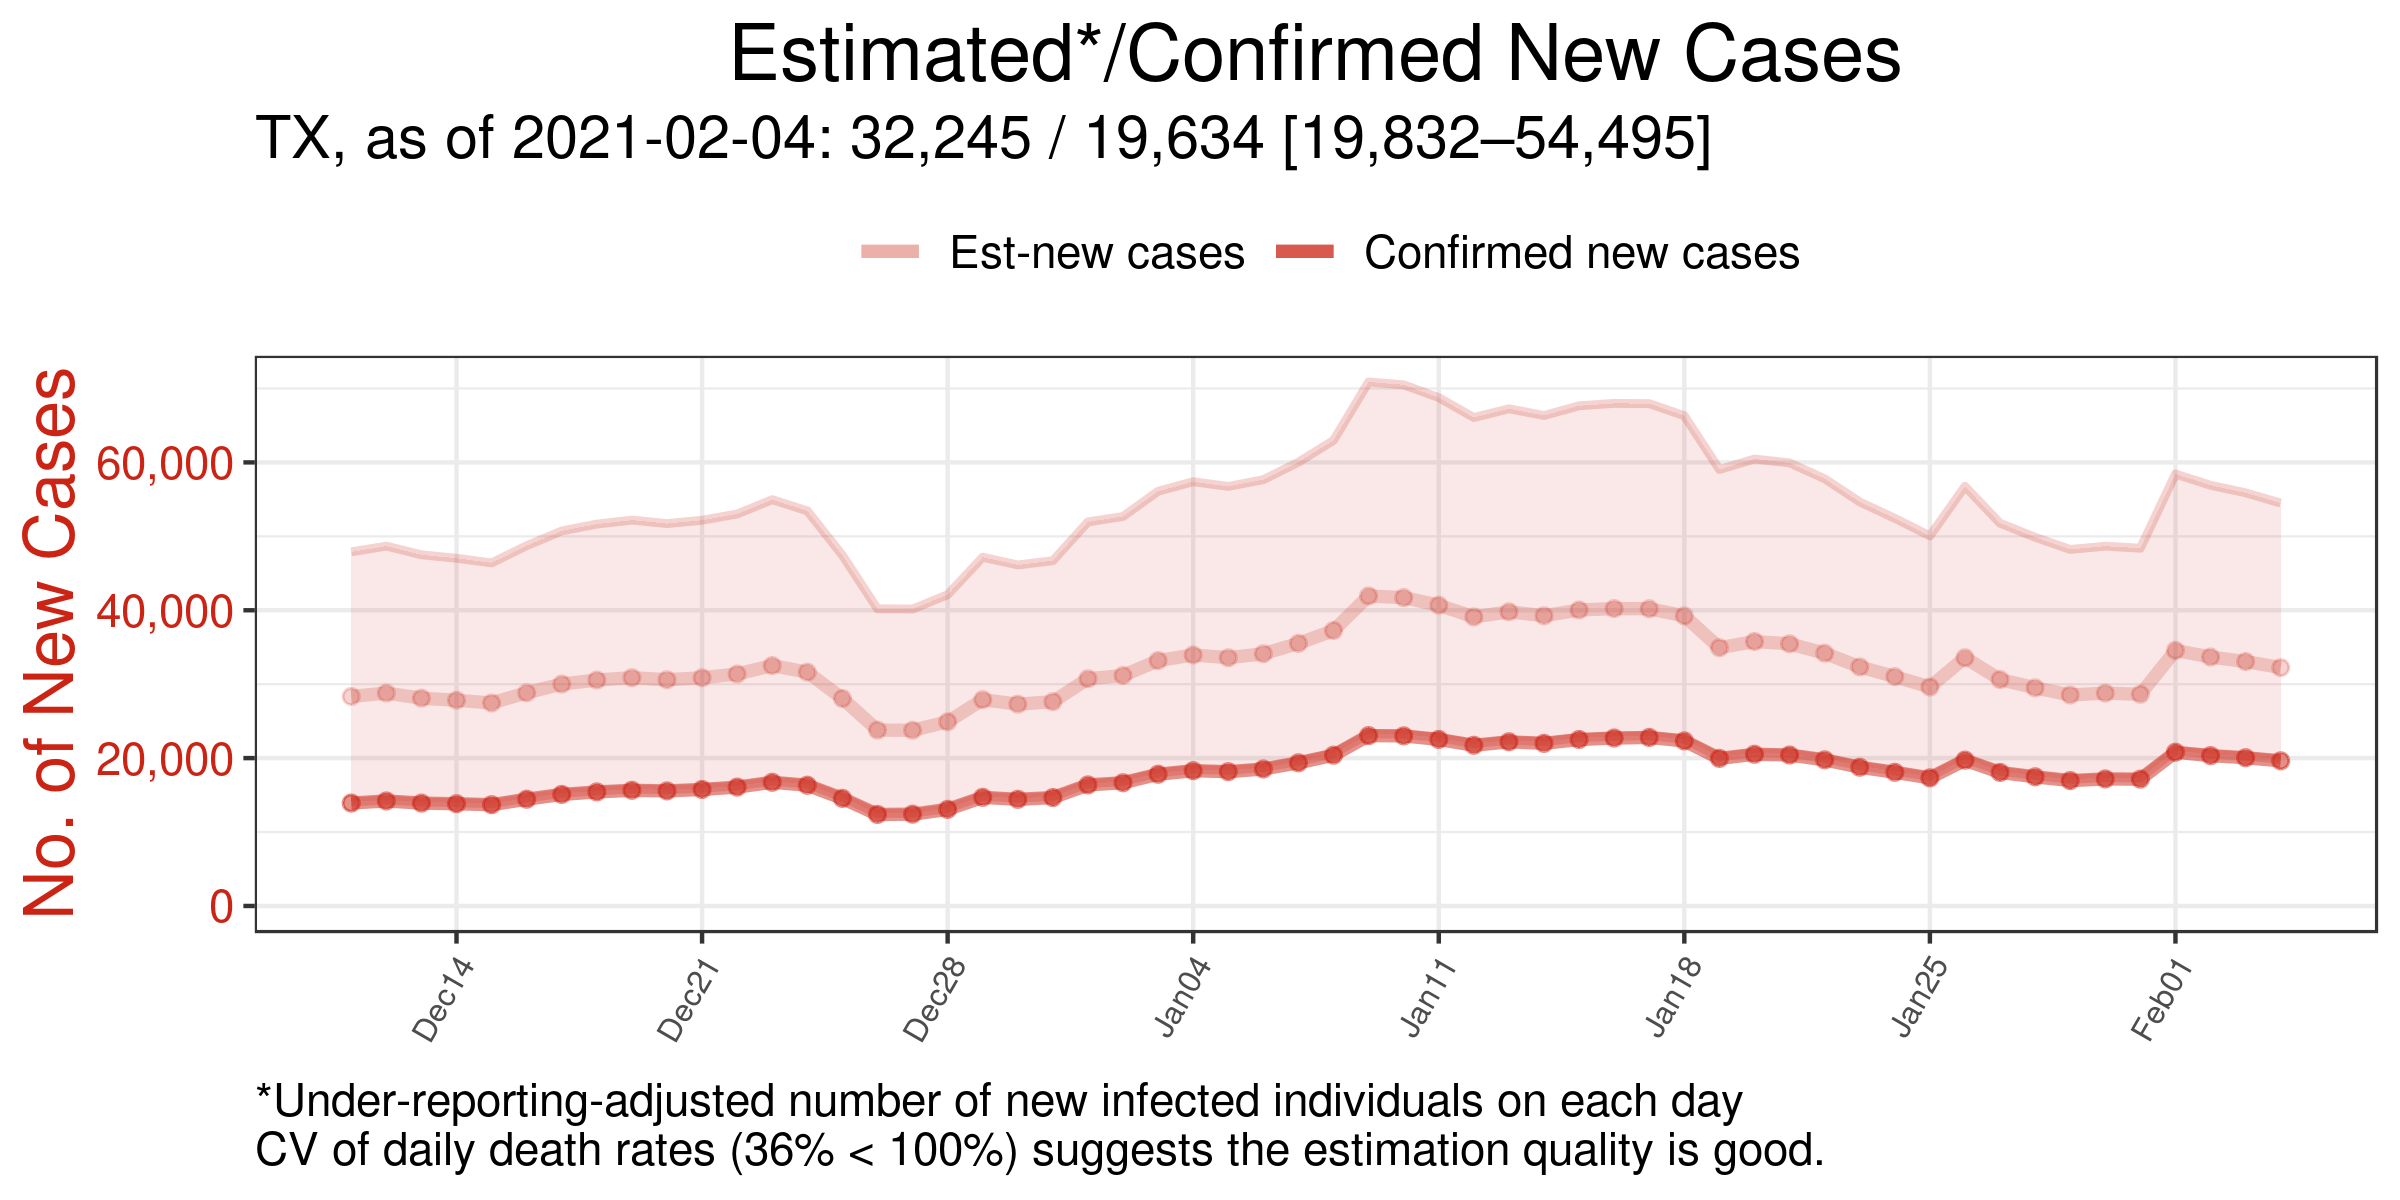 Estimated*/Confirmed New Cases
TX, as of 2021-02-04: 32,245 / 19,634 [19,832–54,495]
Est-new cases
Confirmed new cases
No. of New Cases
60,000
40,000
20,000
0
Dec14
Dec21
Dec28
Jan04
Jan11
Jan18
Jan25
Feb01
*Under-reporting-adjusted number of new infected individuals on each day
CV of daily death rates (36% < 100%) suggests the estimation quality is good.